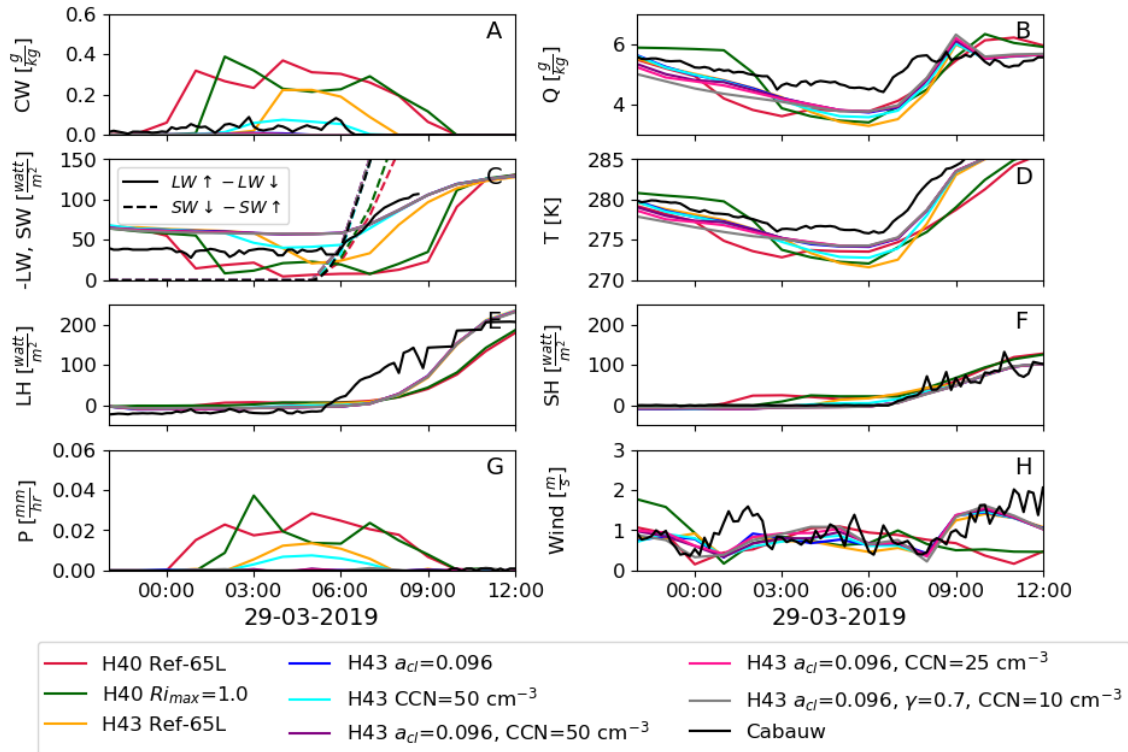 A
CW [g/kg]
0.6
0.4
0.2
0.0
B
Q [g/kg]
6
4
C
-LW, SW [watt/m²]
150
100
50
0
LW ↑ − LW ↓
SW ↓ − SW ↑
D
T [K]
285
280
275
270
E
LH [watt/m²]
200
100
0
F
SH [watt/m²]
200
100
0
G
P [mm/hr]
0.06
0.04
0.02
0.00
00:00 03:00 06:00 09:00 12:00
29-03-2019
H
Wind [m/s]
3
2
1
0
00:00 03:00 06:00 09:00 12:00
29-03-2019
H40 Ref-65L
H40 Ri_max=1.0
H43 Ref-65L
H43 a_cl=0.096
H43 CCN=50 cm⁻³
H43 a_cl=0.096, CCN=50 cm⁻³
H43 a_cl=0.096, CCN=25 cm⁻³
H43 a_cl=0.096, γ=0.7, CCN=10 cm⁻³
Cabauw